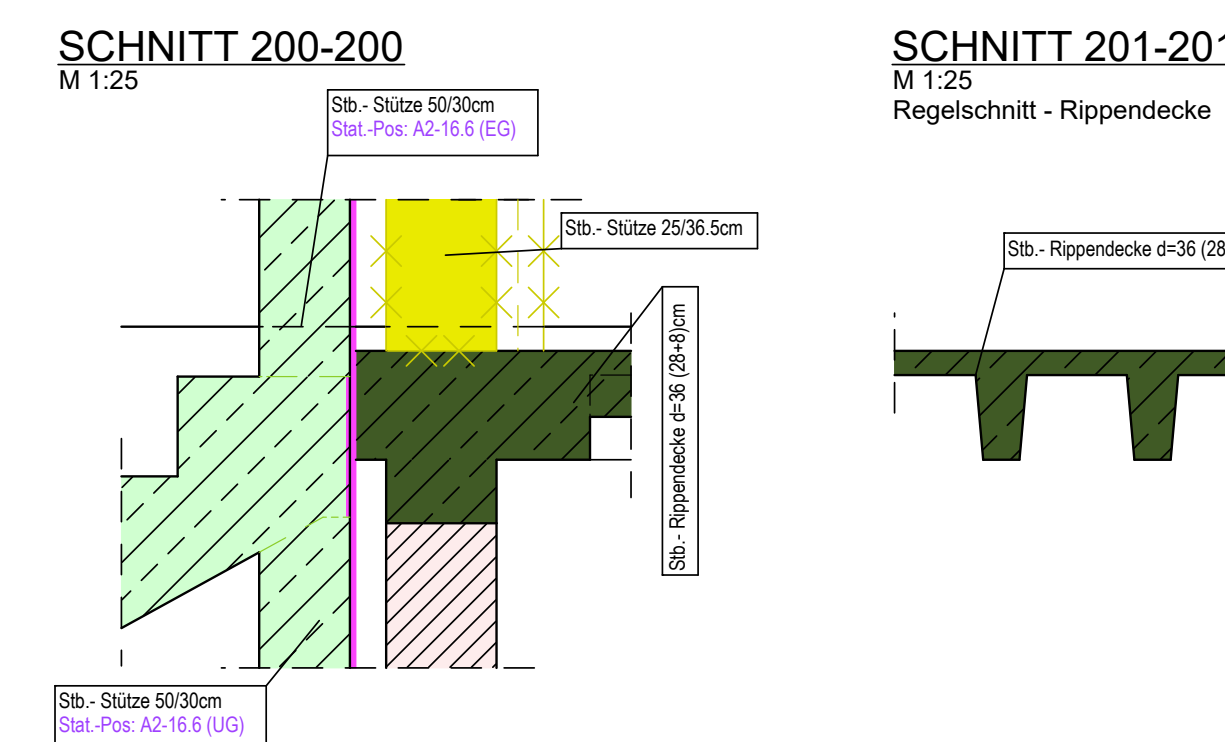 SCHNITT 200-200
M 1:25
Stb.- Stütze 50/30cm
Stat.-Pos: A2-16.6 (EG)
Stb.- Stütze 25/36.5cm
Stb.- Rippendecke d=36 (28+8)cm
Stb.- Stütze 50/30cm
Stat.-Pos: A2-16.6 (UG)
SCHNITT 201-201
M 1:25
Regelschnitt - Rippendecke
Stb.- Rippendecke d=36 (28